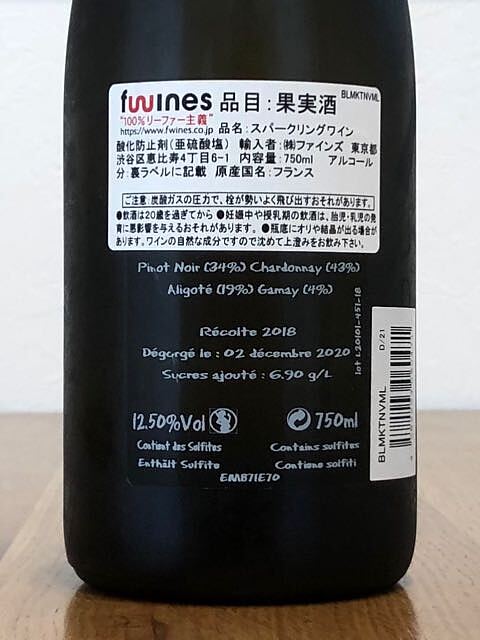 fwines 品目:果実酒 BLMKTNVML
"100%リーファー主義"
https://www.fwines.co.jp 品名:スパークリングワイン
酸化防止剤(亜硫酸塩) 輸入者:㈱ファインズ 東京都
渋谷区恵比寿4丁目6-1 内容量:750ml アルコール
分:裏ラベルに記載 原産国名:フランス
ご注意:炭酸ガスの圧力で、栓が勢いよく飛び出すおそれがあります。
●飲酒は20歳を過ぎてから ●妊娠中や授乳期の飲酒は、胎児・乳児の発
育に悪影響を与えるおそれがあります。 ●瓶底にオリや結晶が出る場合が
あります。ワインの自然な成分ですので沈めて上澄みをお飲み下さい。
Pinot Noir (34%) Chardonnay (43%)
Aligoté (19%) Gamay (4%)
Récolte 2018
Dégorgé le : 02 décembre 2020
Sucres ajouté : 6.90 g/L
lot L20101-451-18
12.50%Vol 750ml
Contient des Sulfites Contains sulfites
Enthält Sulfite Contiene solfiti
EMB71E70
D/21
BLMKTNVML